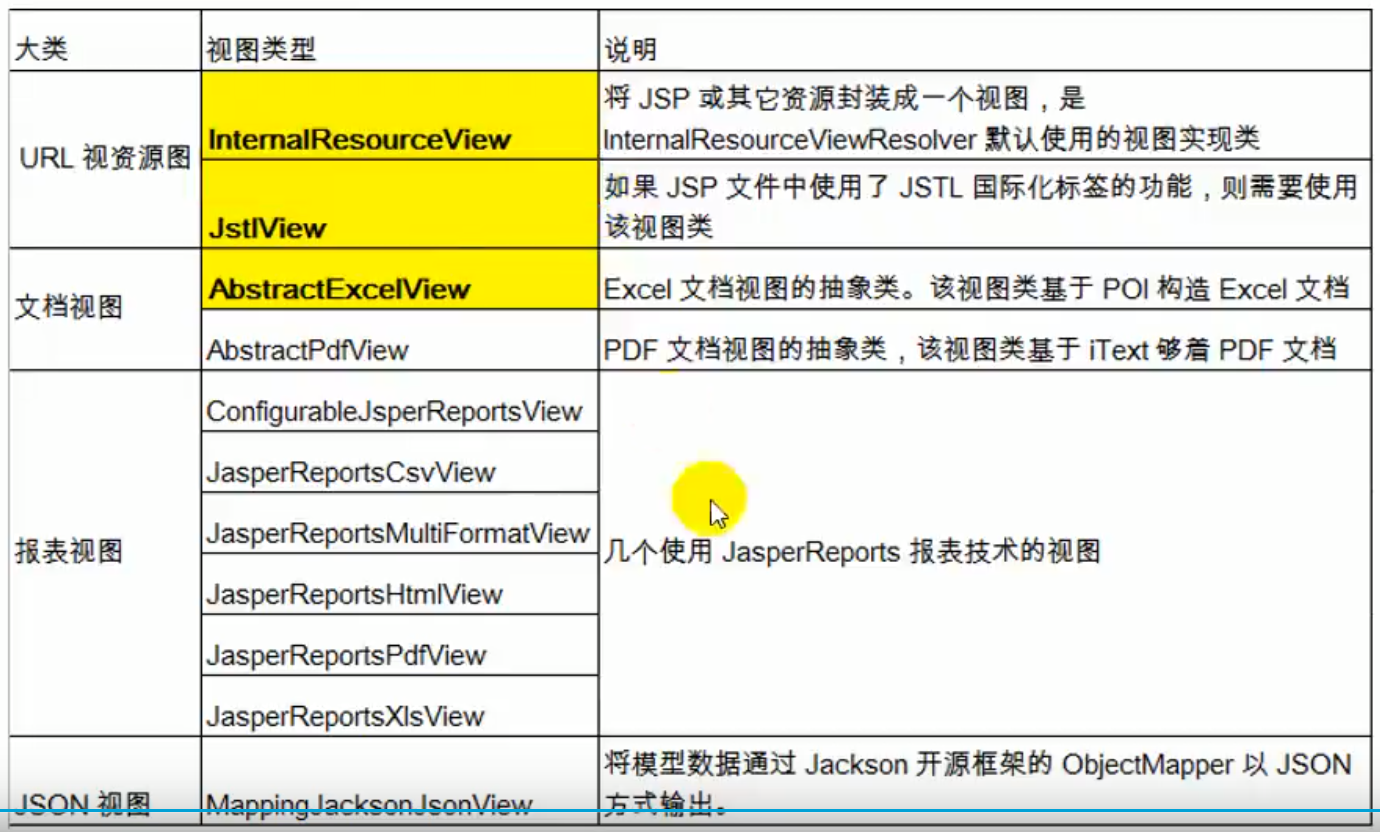 大类 视图类型 说明
将 JSP 或其它资源封装成一个视图，是
URL 视资源图 InternalResourceView InternalResourceViewResolver 默认使用的视图实现类
如果 JSP 文件中使用了 JSTL 国际化标签的功能，则需要使用
JstlView 该视图类
文档视图 AbstractExcelView Excel 文档视图的抽象类。该视图类基于 POI 构造 Excel 文档
AbstractPdfView PDF 文档视图的抽象类，该视图类基于 iText 够着 PDF 文档
报表视图 ConfigurableJsperReportsView
JasperReportsCsvView
JasperReportsMultiFormatView
几个使用 JasperReports 报表技术的视图
JasperReportsHtmlView
JasperReportsPdfView
JasperReportsXlsView
将模型数据通过 Jackson 开源框架的 ObjectMapper 以 JSON
JSON 视图 MappingJacksonJsonView 方式输出。